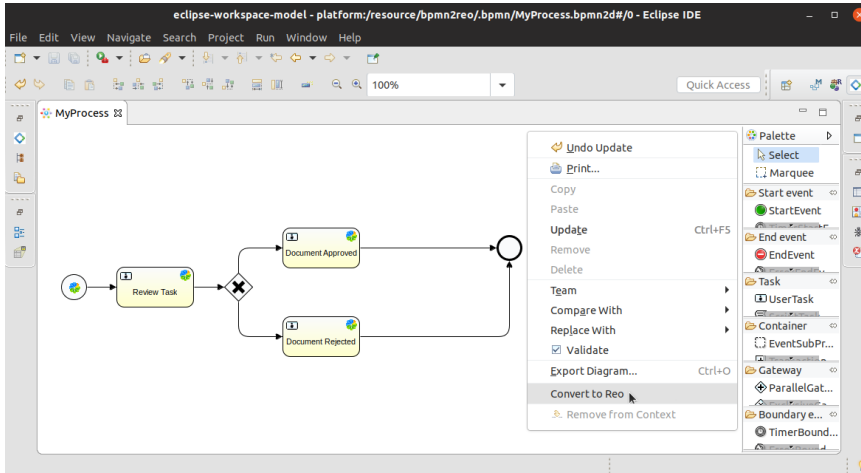 eclipse-workspace-model - platform:/resource/bpmn2reo/.bpmn/MyProcess.bpmn2d#/0 - Eclipse IDE
File Edit View Navigate Search Project Run Window Help
100%
Quick Access
MyProcess
Review Task
Document Approved
Document Rejected
Undo Update
Print...
Copy
Paste
Update Ctrl+F5
Remove
Delete
Team
Compare With
Replace With
Validate
Export Diagram... Ctrl+O
Convert to Reo
Remove from Context
Palette
Select
Marquee
Start event
StartEvent
End event
EndEvent
Task
UserTask
Container
EventSubPr...
Gateway
ParallelGat...
Boundary e...
TimerBound...